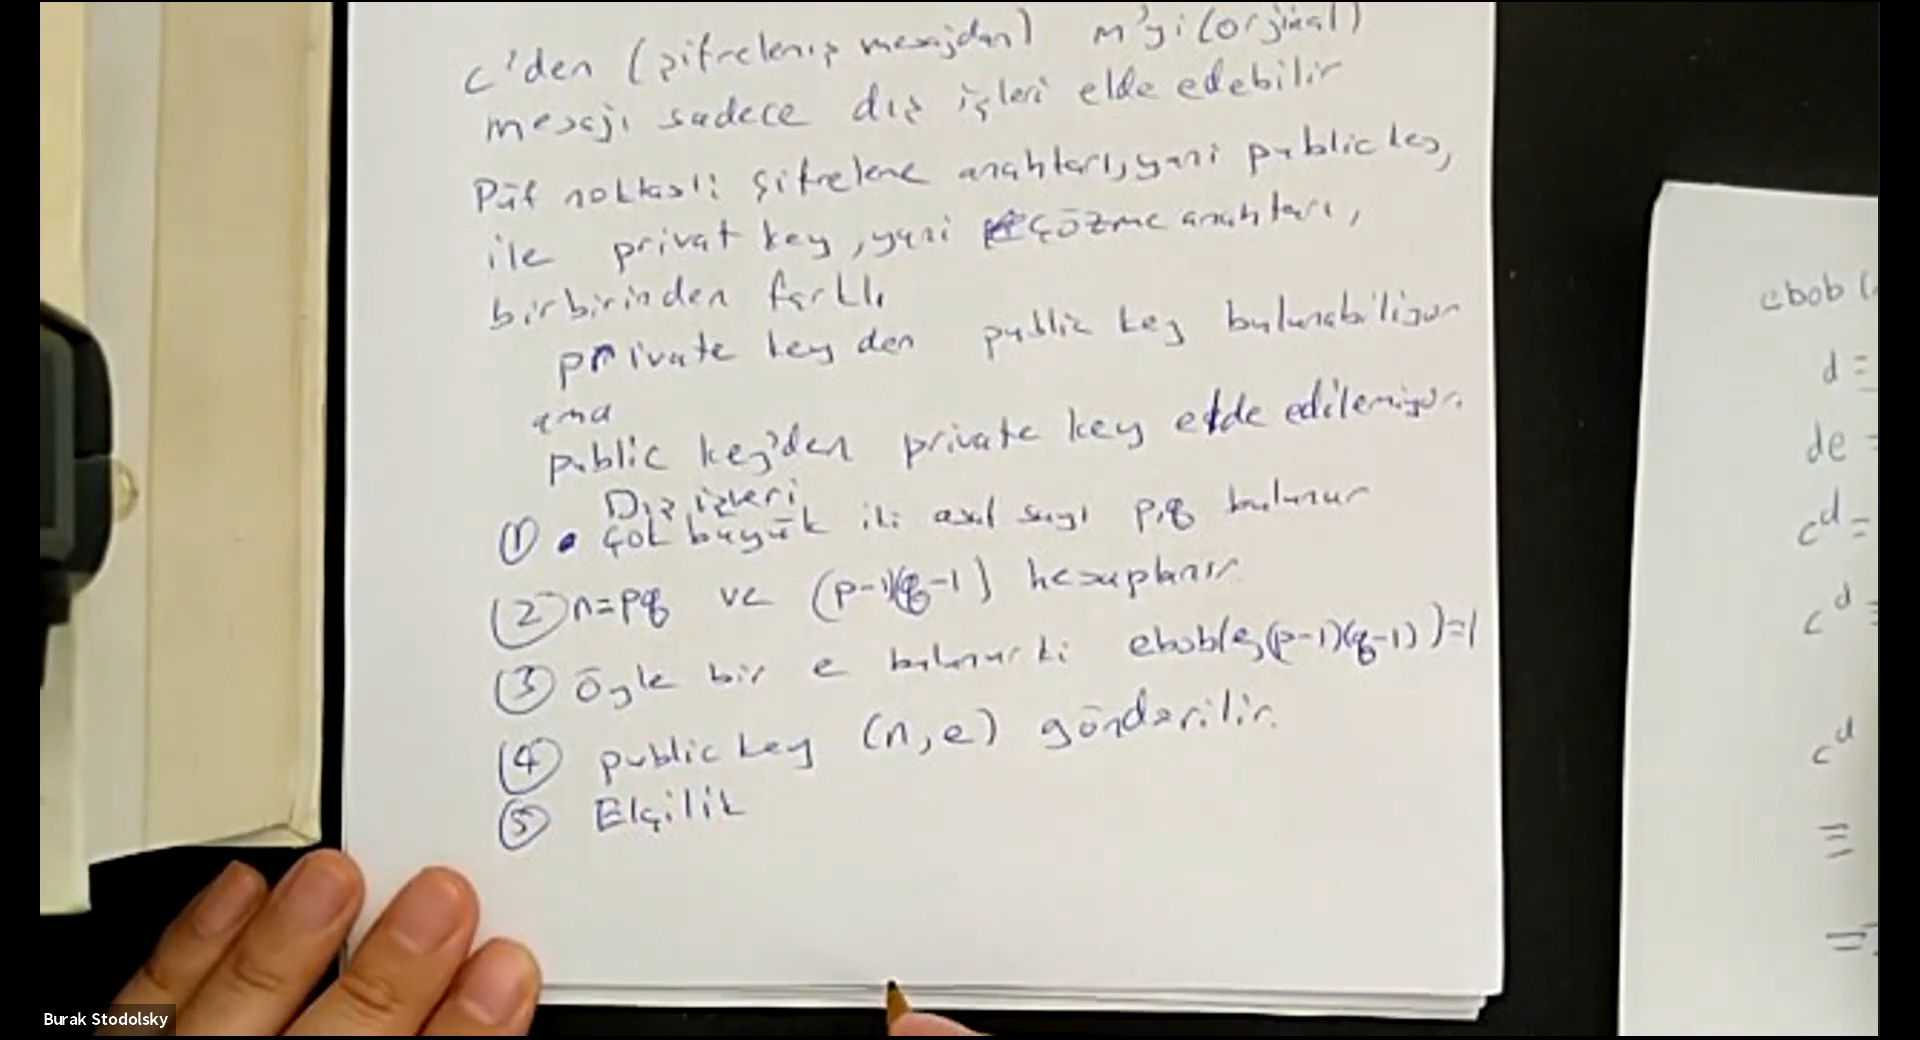 c'den (şifrelenmiş mesajdan) m'yi (orjinal)
mesajı sadece dış işleri elde edebilir
Püf noktası: şifreleme anahtarı, yani public key,
ile privat key, yani çözme anahtarı,
birbirinden farklı
private key den public key bulunabiliyor
ama
public key'den private key elde edilemiyor.
Dış işleri
① • çok büyük iki asal sayı p,q bulunur
② n=pq ve (p-1)(q-1) hesaplanır
③ Öyle bir e bulunur ki ebob(e,(p-1)(q-1))=1
④ public key (n,e) gönderilir.
⑤ Elçilik
ebob (
d =
de =
c^d =
c^d =
c^d
=
=
Burak Stodolsky